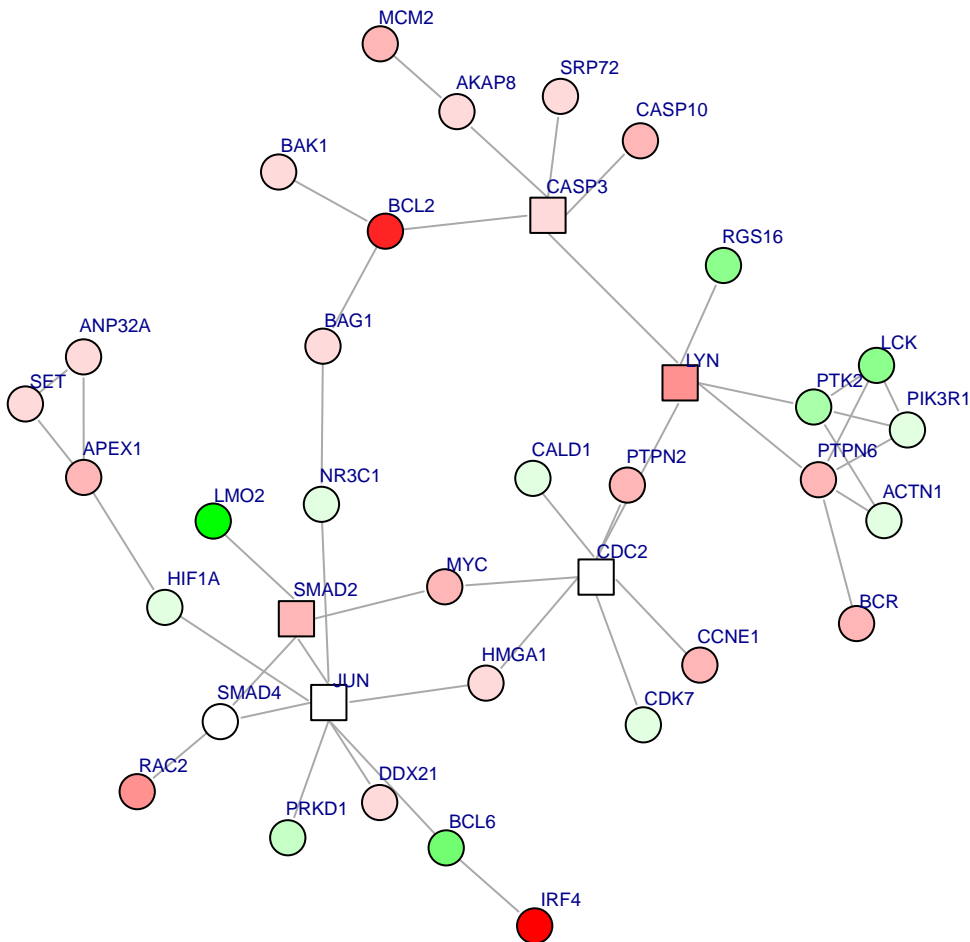 MCM2
SRP72
AKAP8
CASP10
BAK1
CASP3
BCL2
RGS16
BAG1
ANP32A
LCK
LYN
SET
PTK2
PIK3R1
APEX1
NR3C1
CALD1
PTPN2
PTPN6
LMO2
ACTN1
CDC2
MYC
HIF1A
SMAD2
BCR
CCNE1
HMGA1
JUN
SMAD4
CDK7
RAC2
DDX21
PRKD1
BCL6
IRF4